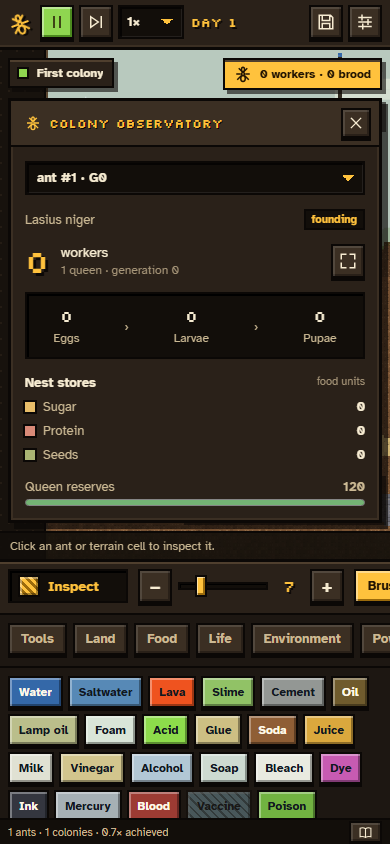 1x DAY 1
First colony 0 workers · 0 brood
COLONY OBSERVATORY
ant #1 · G0
Lasius niger founding
0 workers
1 queen · generation 0
0 0 0
Eggs › Larvae › Pupae
Nest stores food units
Sugar 0
Protein 0
Seeds 0
Queen reserves 120
Click an ant or terrain cell to inspect it.
Inspect − 7 + Brus
Tools Land Food Life Environment Po
Water Saltwater Lava Slime Cement Oil
Lamp oil Foam Acid Glue Soda Juice
Milk Vinegar Alcohol Soap Bleach Dye
Ink Mercury Blood Vaccine Poison
1 ants · 1 colonies · 0.7× achieved